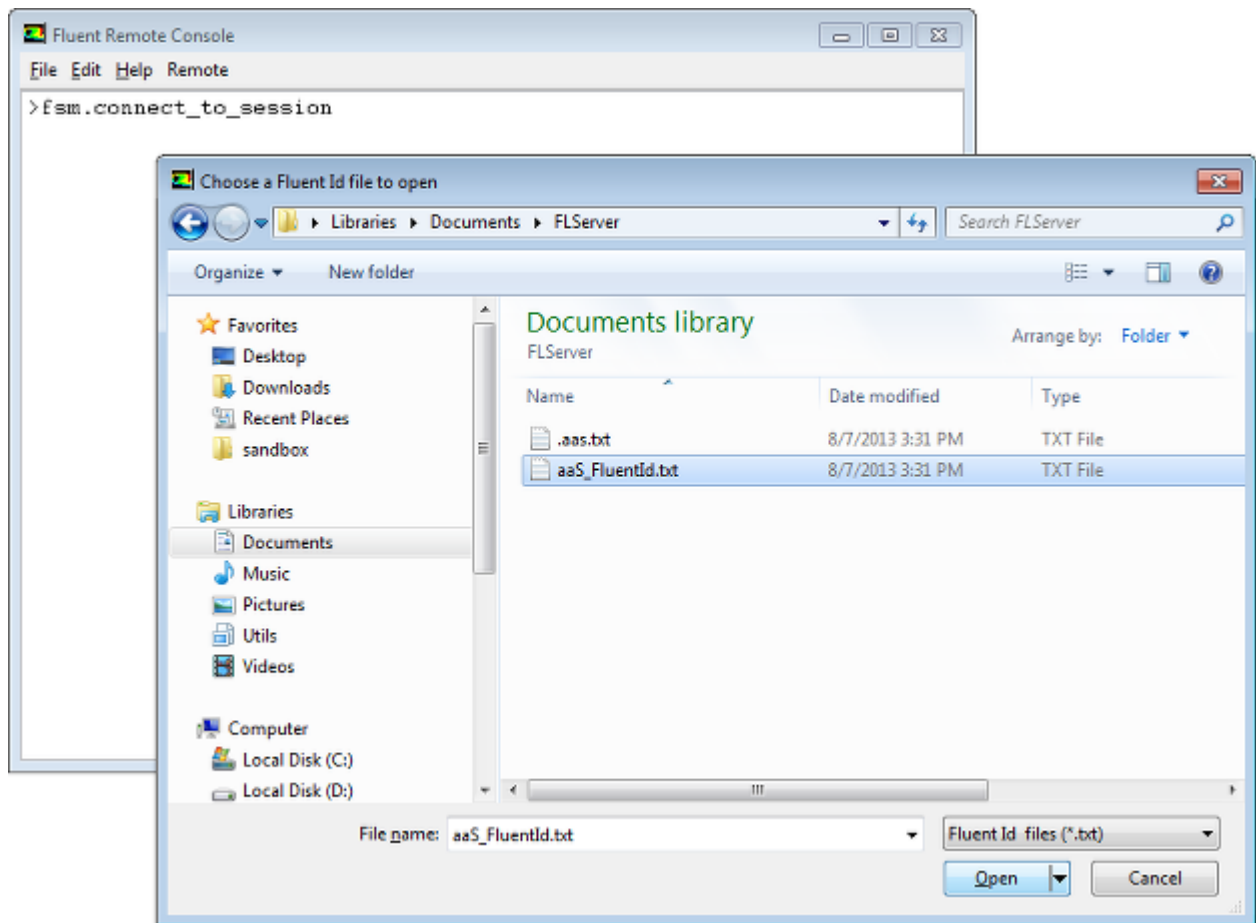 Fluent Remote Console
File Edit Help Remote
>fsm.connect_to_session
Choose a Fluent Id file to open
Libraries Documents FLServer
Search FLServer
Organize New folder
Favorites
Desktop
Downloads
Recent Places
sandbox
Libraries
Documents
Music
Pictures
Utils
Videos
Computer
Local Disk (C:)
Local Disk (D:)
Documents library
FLServer
Arrange by: Folder
Name Date modified Type
.aas.txt 8/7/2013 3:31 PM TXT File
aaS_FluentId.txt 8/7/2013 3:31 PM TXT File
File name: aaS_FluentId.txt
Fluent Id files (*.txt)
Open Cancel